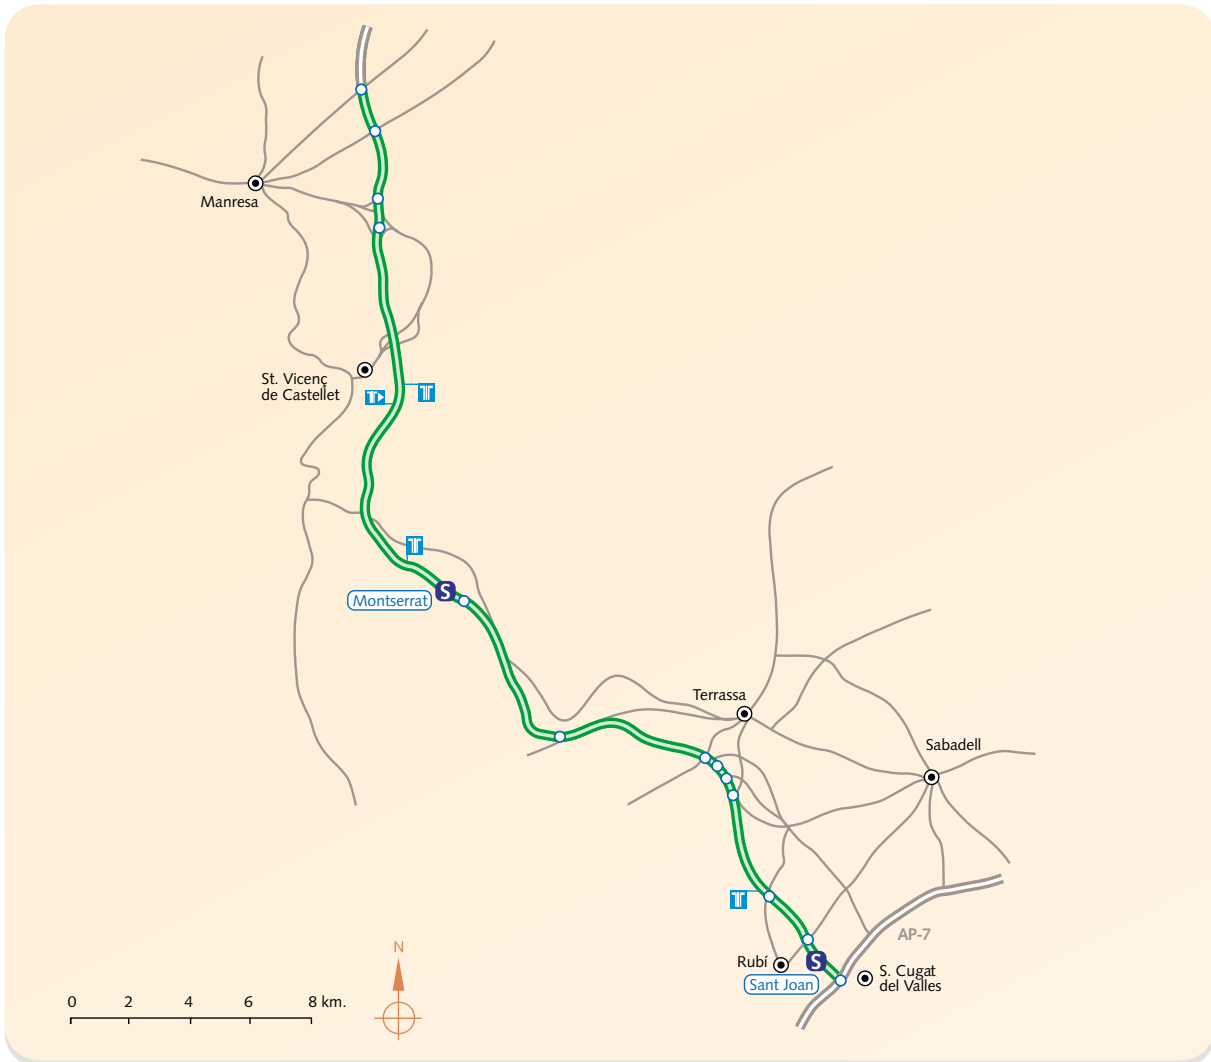 Manresa
St. Vicenç
de Castellet
S
Montserrat
Terrassa
Sabadell
AP-7
N
Rubí
S
S. Cugat
del Valles
Sant Joan
0 2 4 6 8 km.